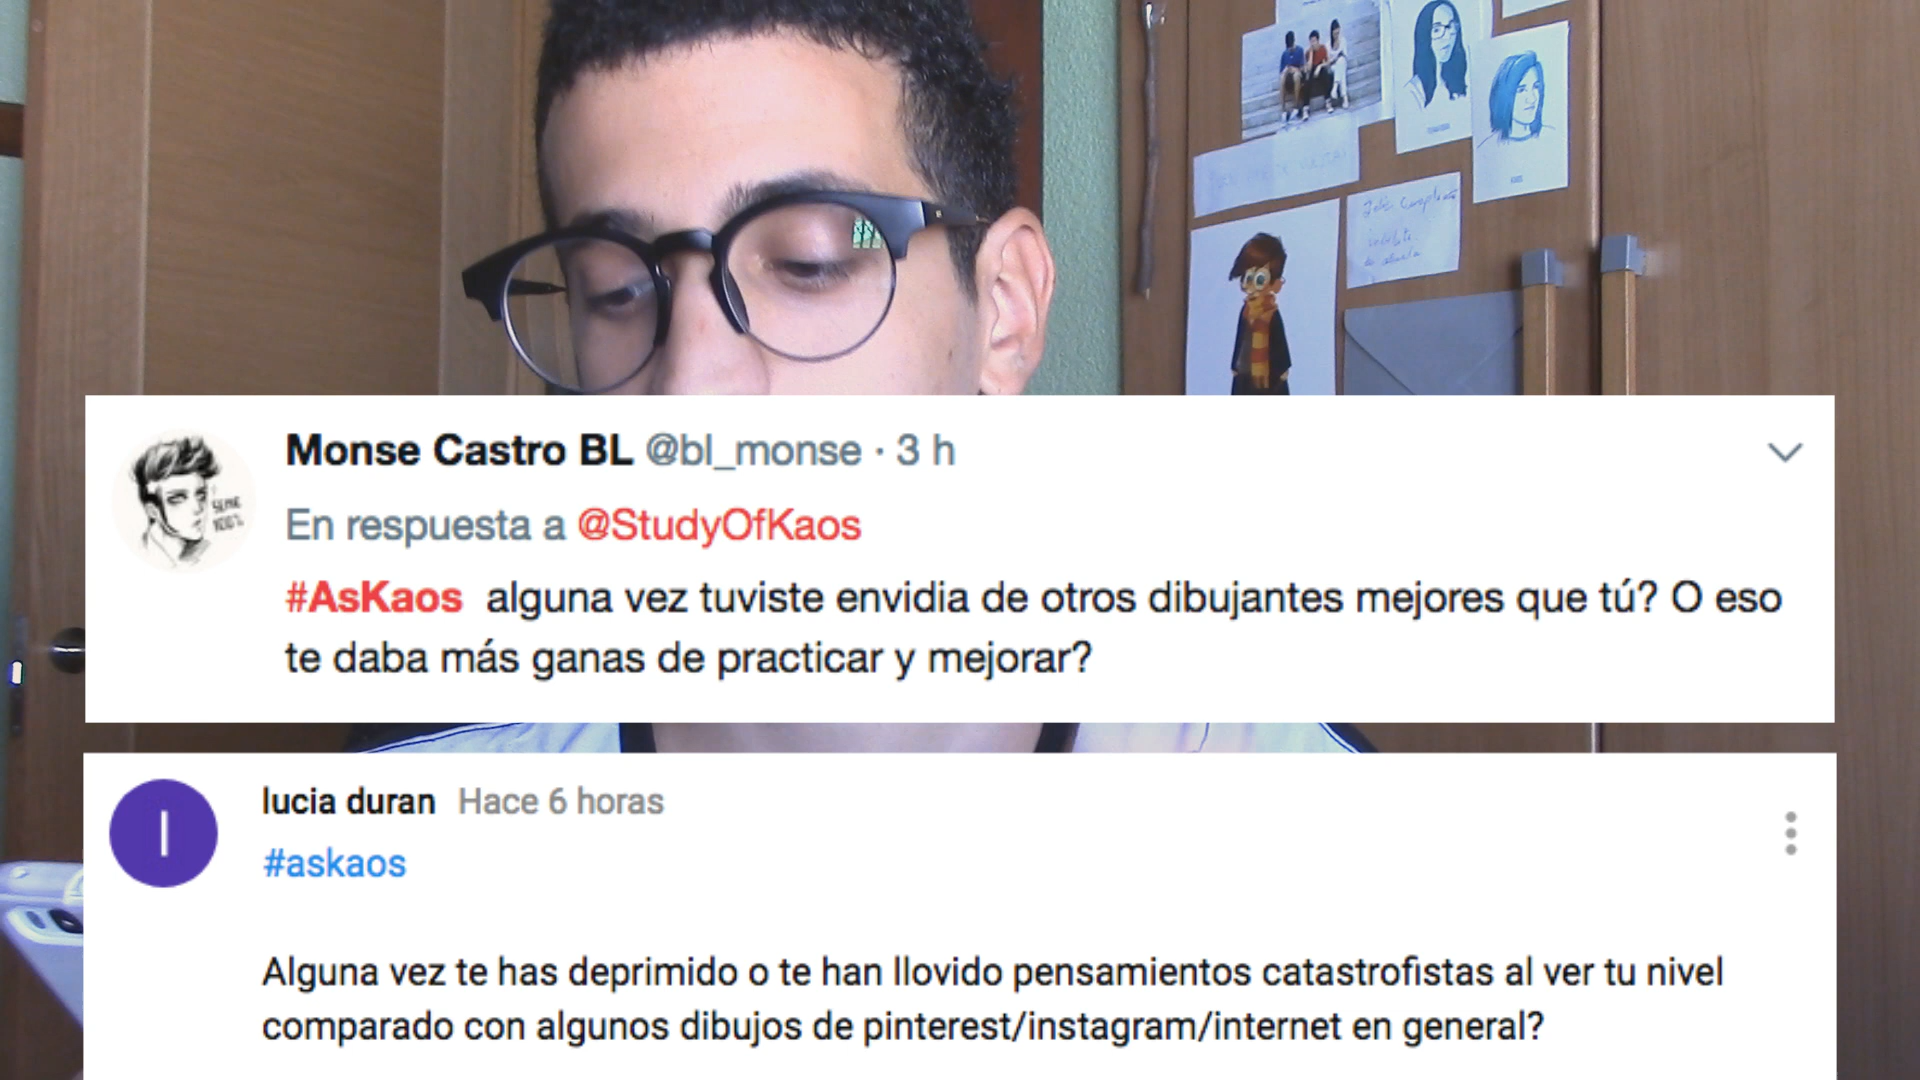 Monse Castro BL @bl_monse · 3 h
En respuesta a @StudyOfKaos
#AsKaos alguna vez tuviste envidia de otros dibujantes mejores que tú? O eso
te daba más ganas de practicar y mejorar?
l
lucia duran Hace 6 horas
#askaos
Alguna vez te has deprimido o te han llovido pensamientos catastrofistas al ver tu nivel
comparado con algunos dibujos de pinterest/instagram/internet en general?